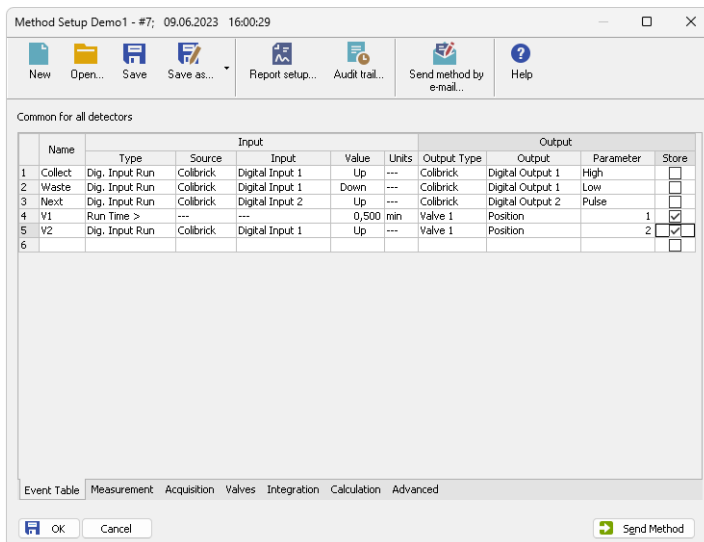 Method Setup Demo1 - #7; 09.06.2023 16:00:29
New Open... Save Save as... Report setup... Audit trail... Send method by e-mail... Help
Common for all detectors
Name Input Output
Type Source Input Value Units Output Type Output Parameter Store
1 Collect Dig. Input Run Colibrick Digital Input 1 Up --- Colibrick Digital Output 1 High
2 Waste Dig. Input Run Colibrick Digital Input 1 Down --- Colibrick Digital Output 1 Low
3 Next Dig. Input Run Colibrick Digital Input 2 Up --- Colibrick Digital Output 2 Pulse
4 V1 Run Time > --- --- 0,500 min Valve 1 Position 1
5 V2 Dig. Input Run Colibrick Digital Input 1 Up --- Valve 1 Position 2
6
Event Table Measurement Acquisition Valves Integration Calculation Advanced
OK Cancel Send Method